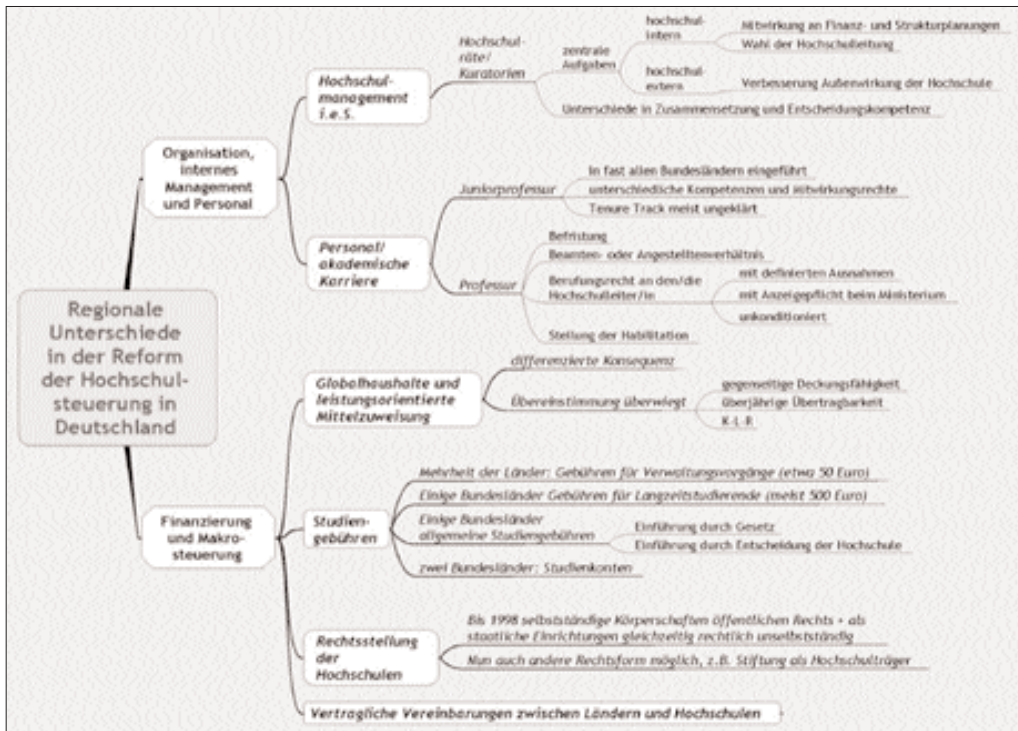 Regionale
Unterschiede
in der Reform
der Hochschul-
steuerung in
Deutschland
Organisation,
internes
Management
und Personal
Hochschul-
management
i.e.S.
Hochschul-
räte/
Kuratorien
zentrale
Aufgaben
hochschul-
intern
Mitwirkung an Finanz- und Strukturplanungen
Wahl der Hochschulleitung
hochschul-
extern
Verbesserung Außenwirkung der Hochschule
Unterschiede in Zusammensetzung und Entscheidungskompetenz
Personal/
akademische
Karriere
Juniorprofessur
In fast allen Bundesländern eingeführt
unterschiedliche Kompetenzen und Mitwirkungsrechte
Tenure Track meist ungeklärt
Professur
Befristung
Beamten- oder Angestelltenverhältnis
Berufungsrecht an den/die
Hochschulleiter/in
mit definierten Ausnahmen
mit Anzeigepflicht beim Ministerium
unkonditioniert
Stellung der Habilitation
Finanzierung
und Makro-
steuerung
Globalhaushalte und
leistungsorientierte
Mittelzuweisung
differenzierte Konsequenz
Übereinstimmung überwiegt
gegenseitige Deckungsfähigkeit
überjährige Übertragbarkeit
K-L-R
Studien-
gebühren
Mehrheit der Länder: Gebühren für Verwaltungsvorgänge (etwa 50 Euro)
Einige Bundesländer Gebühren für Langzeitstudierende (meist 500 Euro)
Einige Bundesländer
allgemeine Studiengebühren
Einführung durch Gesetz
Einführung durch Entscheidung der Hochschule
zwei Bundesländer: Studienkonten
Rechtsstellung
der
Hochschulen
Bis 1998 selbstständige Körperschaften öffentlichen Rechts + als
staatliche Einrichtungen gleichzeitig rechtlich unselbstständig
Nun auch andere Rechtsform möglich, z.B. Stiftung als Hochschulträger
Vertragliche Vereinbarungen zwischen Ländern und Hochschulen